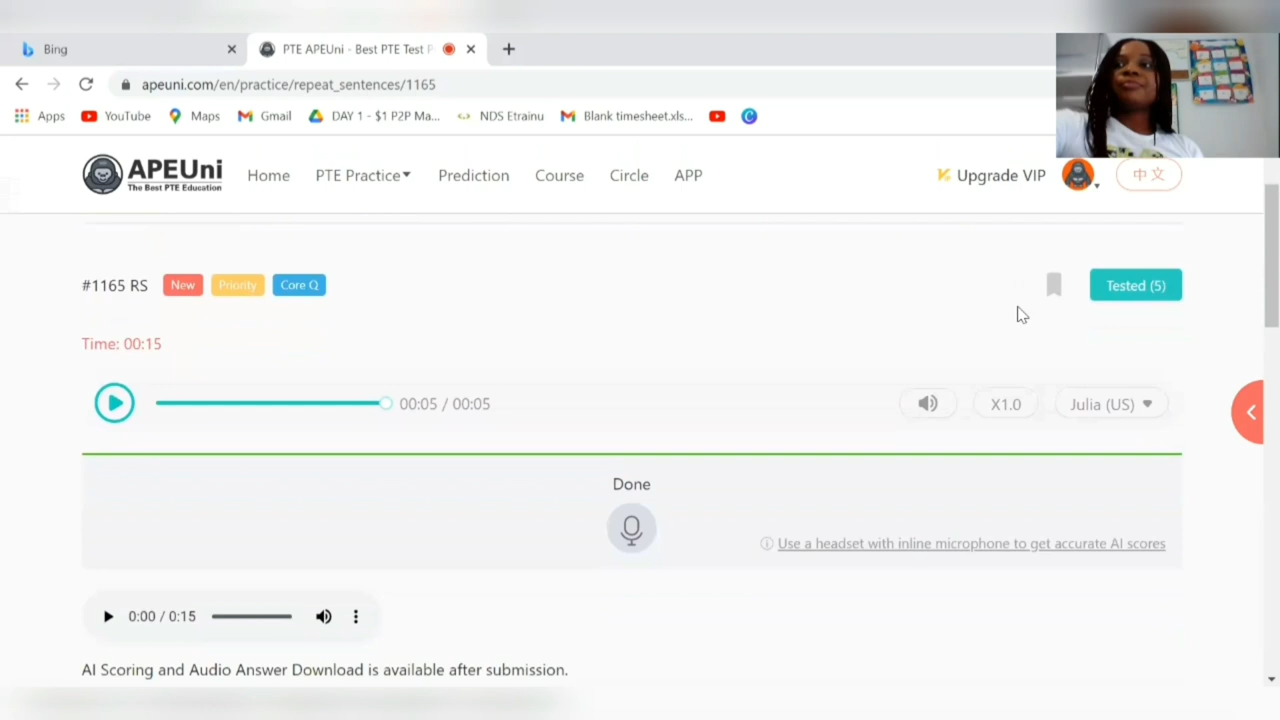 Bing
PTE APEUni - Best PTE Test P
apeuni.com/en/practice/repeat_sentences/1165
Apps YouTube Maps Gmail DAY 1 - $1 P2P Ma... NDS Etrainu Blank timesheet.xls...
APEUni
The Best PTE Education
Home PTE Practice Prediction Course Circle APP Upgrade VIP 中文
#1165 RS New Priority Core Q Tested (5)
Time: 00:15
00:05 / 00:05 X1.0 Julia (US)
Done
Use a headset with inline microphone to get accurate AI scores
0:00 / 0:15
AI Scoring and Audio Answer Download is available after submission.